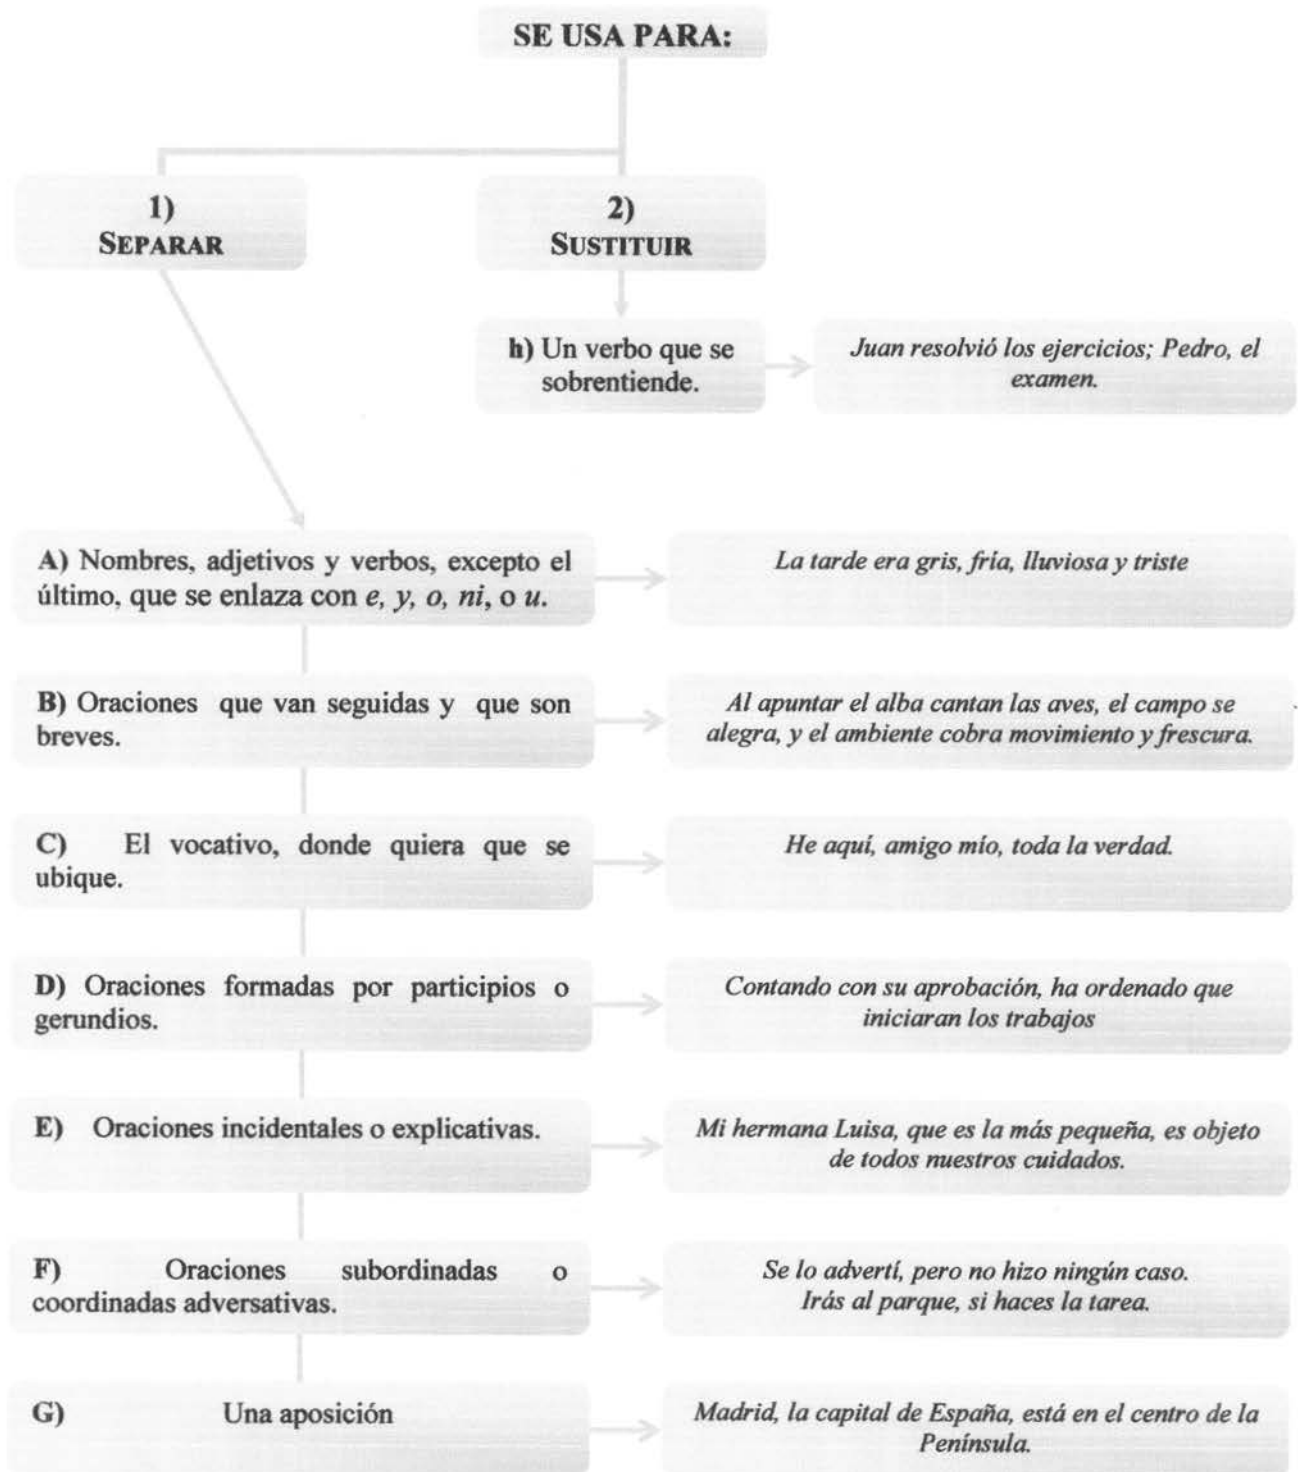 SE USA PARA:
1)
SEPARAR
2)
SUSTITUIR
h) Un verbo que se
sobrentiende.
Juan resolvió los ejercicios; Pedro, el
examen.
A) Nombres, adjetivos y verbos, excepto el
último, que se enlaza con e, y, o, ni, o u.
La tarde era gris, fría, lluviosa y triste
B) Oraciones que van seguidas y que son
breves.
Al apuntar el alba cantan las aves, el campo se
alegra, y el ambiente cobra movimiento y frescura.
C) El vocativo, donde quiera que se
ubique.
He aquí, amigo mío, toda la verdad.
D) Oraciones formadas por participios o
gerundios.
Contando con su aprobación, ha ordenado que
iniciaran los trabajos
E) Oraciones incidentales o explicativas.
Mi hermana Luisa, que es la más pequeña, es objeto
de todos nuestros cuidados.
F) Oraciones subordinadas o
coordinadas adversativas.
Se lo advertí, pero no hizo ningún caso.
Irás al parque, si haces la tarea.
G) Una aposición
Madrid, la capital de España, está en el centro de la
Península.